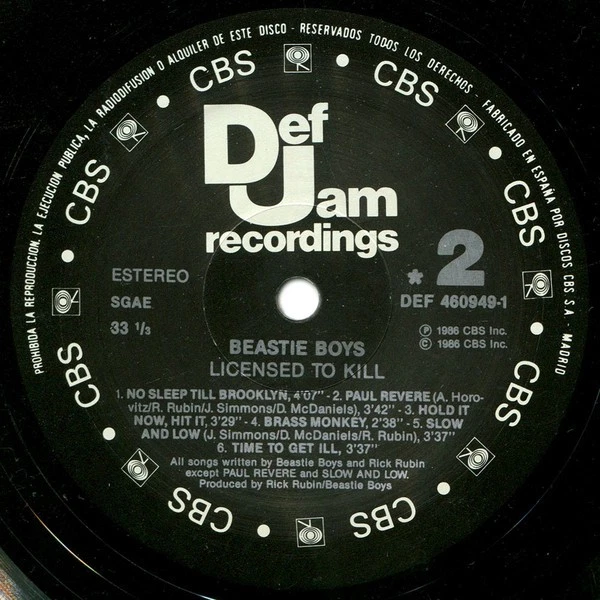 PROHIBIDA LA REPRODUCCION, LA EJECUCION PUBLICA, LA RADIODIFUSION O ALQUILER DE ESTE DISCO - RESERVADOS TODOS LOS DERECHOS - FABRICADO EN ESPAÑA POR DISCOS CBS S.A. - MADRID
CBS CBS CBS CBS CBS CBS CBS CBS
Def
Jam
recordings
ESTEREO
SGAE
33 1/3
* 2
DEF 460949-1
Ⓟ 1986 CBS Inc.
© 1986 CBS Inc.
BEASTIE BOYS
LICENSED TO KILL
1. NO SLEEP TILL BROOKLYN, 4'07" - 2. PAUL REVERE (A. Horo-
vitz/R. Rubin/J. Simmons/D. McDaniels), 3'42" - 3. HOLD IT
NOW, HIT IT, 3'29" - 4. BRASS MONKEY, 2'38" - 5. SLOW
AND LOW (J. Simmons/D. McDaniels/R. Rubin), 3'37"
6. TIME TO GET ILL, 3'37"
All songs written by Beastie Boys and Rick Rubin
except PAUL REVERE and SLOW AND LOW.
Produced by Rick Rubin/Beastie Boys